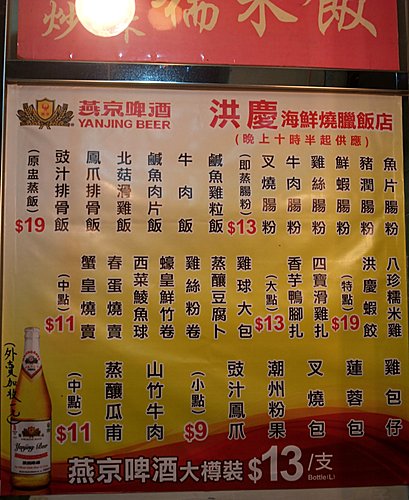 糯米飯
燕京啤酒
YANJING BEER
洪慶海鮮燒臘飯店
(晚上十時半起供應)
魚片腸粉
豬潤腸粉
鮮蝦腸粉
雞絲腸粉
牛肉腸粉
叉燒腸粉
(即蒸腸粉)
$13
鹹魚雞粒飯
牛肉飯
鹹魚肉片飯
北菇滑雞飯
鳳爪排骨飯
豉汁排骨飯
(原盅蒸飯)
$19
八珍糯米雞
洪慶蝦餃
(特點)
$19
四寶滑雞扎
香芋鴨腳扎
(大點)
$13
雞球大包
蒸釀豆腐卜
雞絲粉卷
蠔皇鮮竹卷
西菜鯪魚球
春蛋燒賣
蟹皇燒賣
(中點)
$11
雞包仔
蓮蓉包
叉燒包
潮州粉果
豉汁鳳爪
(小點)
$9
山竹牛肉
蒸釀瓜甫
(中點)
$11
(外賣加收
Yanjing Beer
燕京啤酒大樽裝 $13/支
Bottle(L)